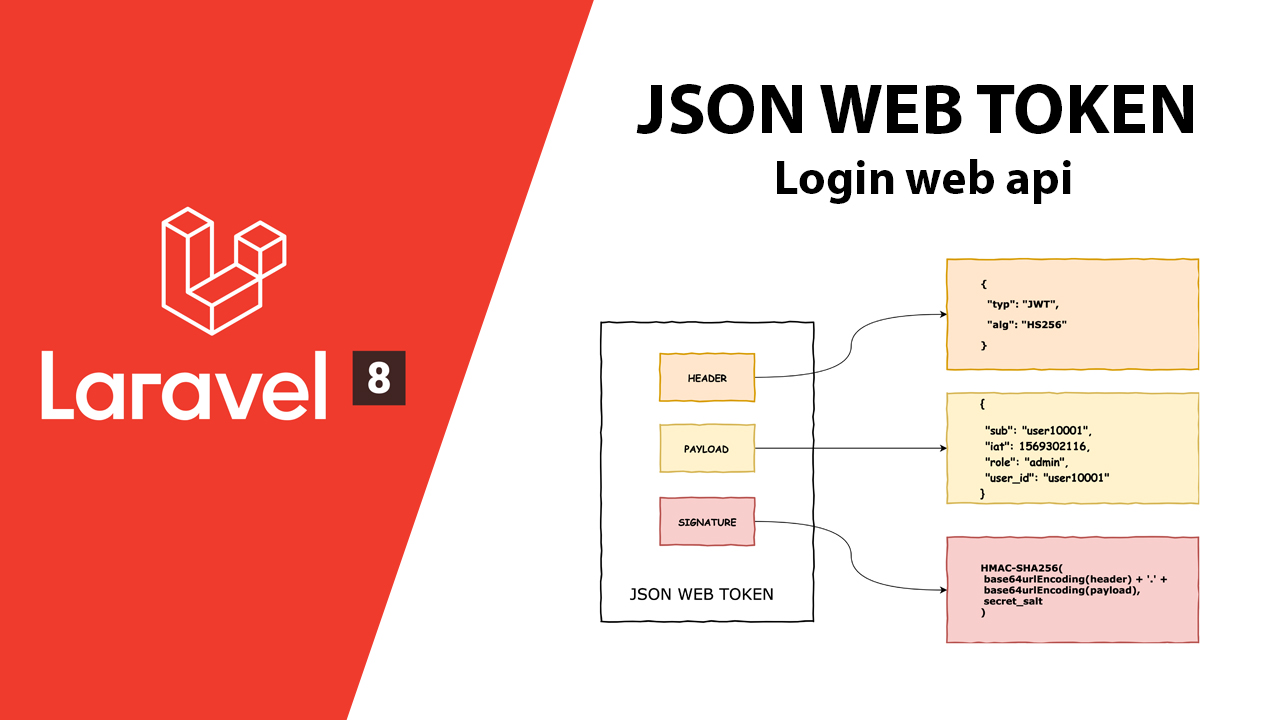 Laravel 8
JSON WEB TOKEN
Login web api
HEADER
PAYLOAD
SIGNATURE
JSON WEB TOKEN
{
"typ": "JWT",
"alg": "HS256"
}
{
"sub": "user10001",
"iat": 1569302116,
"role": "admin",
"user_id": "user10001"
}
HMAC-SHA256(
base64urlEncoding(header) + '.' +
base64urlEncoding(payload),
secret_salt
)